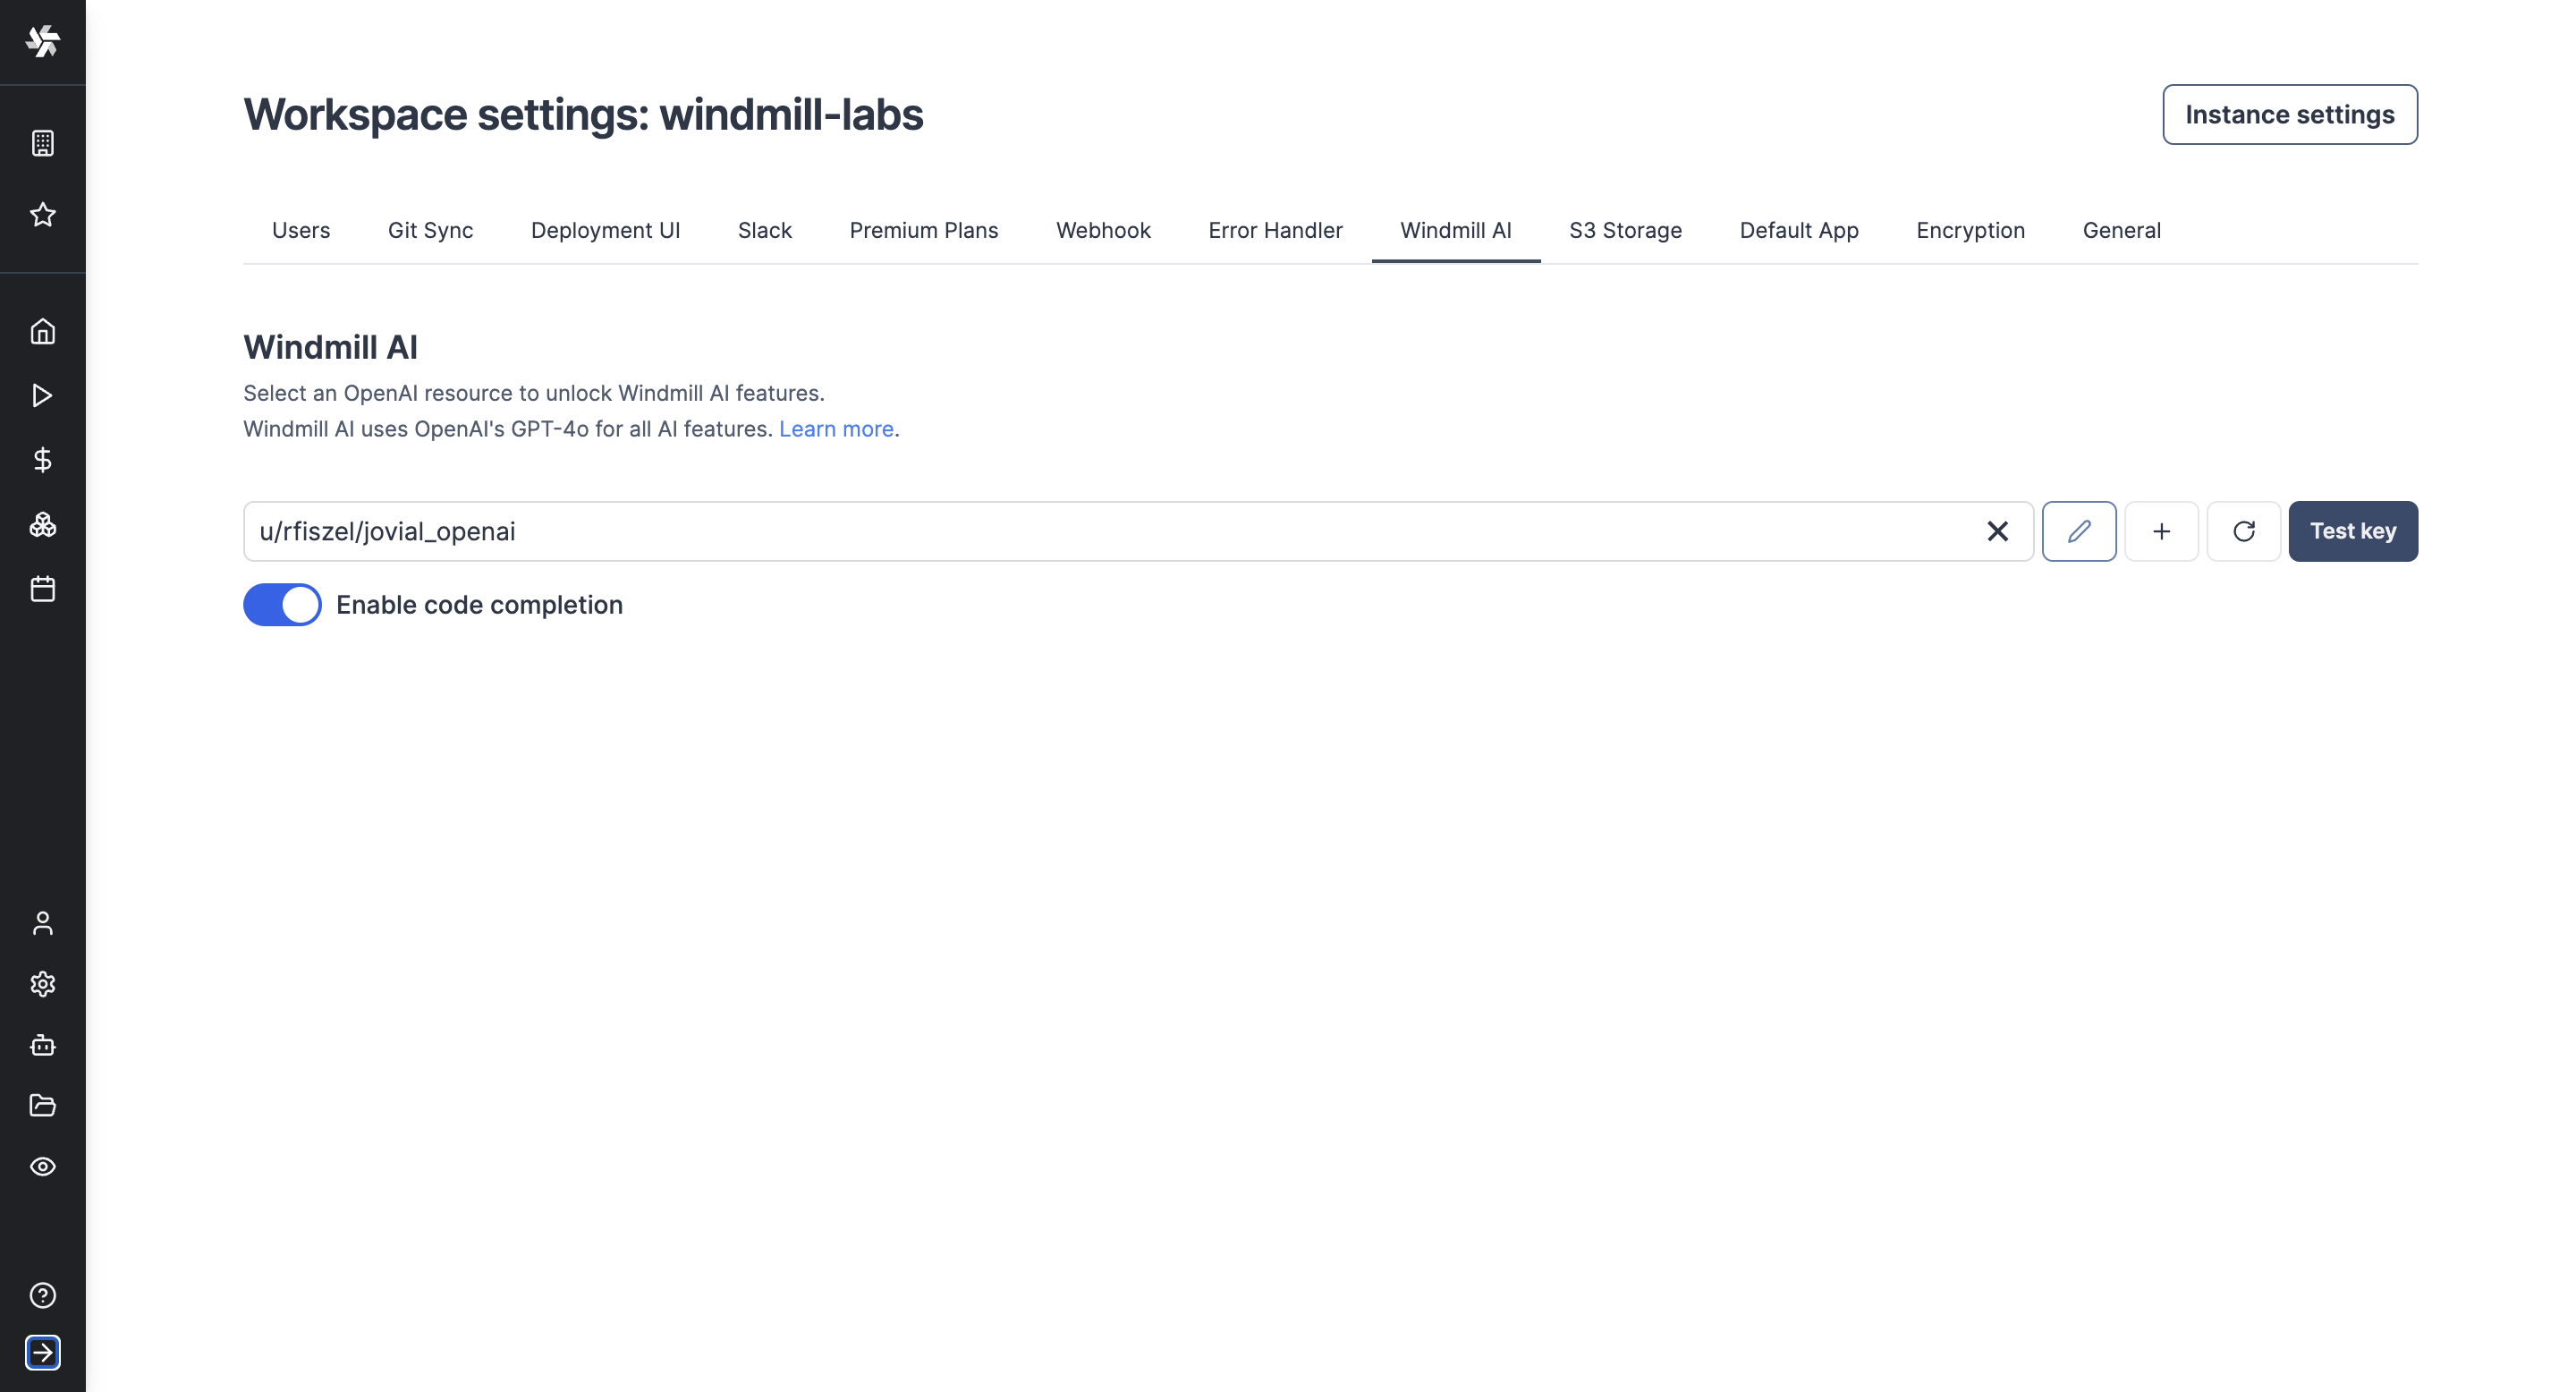 Workspace settings: windmill-labs
Instance settings
Users Git Sync Deployment UI Slack Premium Plans Webhook Error Handler Windmill AI S3 Storage Default App Encryption General
Windmill AI
Select an OpenAI resource to unlock Windmill AI features.
Windmill AI uses OpenAI's GPT-4o for all AI features. Learn more.
u/rfiszel/jovial_openai
Test key
Enable code completion